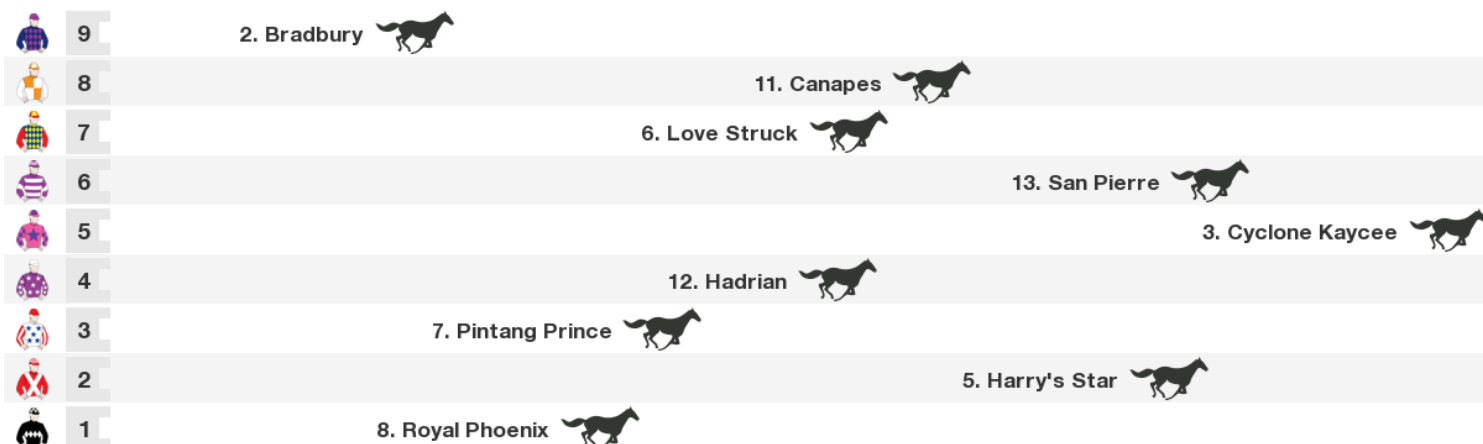 9 2. Bradbury
8 11. Canapes
7 6. Love Struck
6 13. San Pierre
5 3. Cyclone Kaycee
4 12. Hadrian
3 7. Pintang Prince
2 5. Harry's Star
1 8. Royal Phoenix